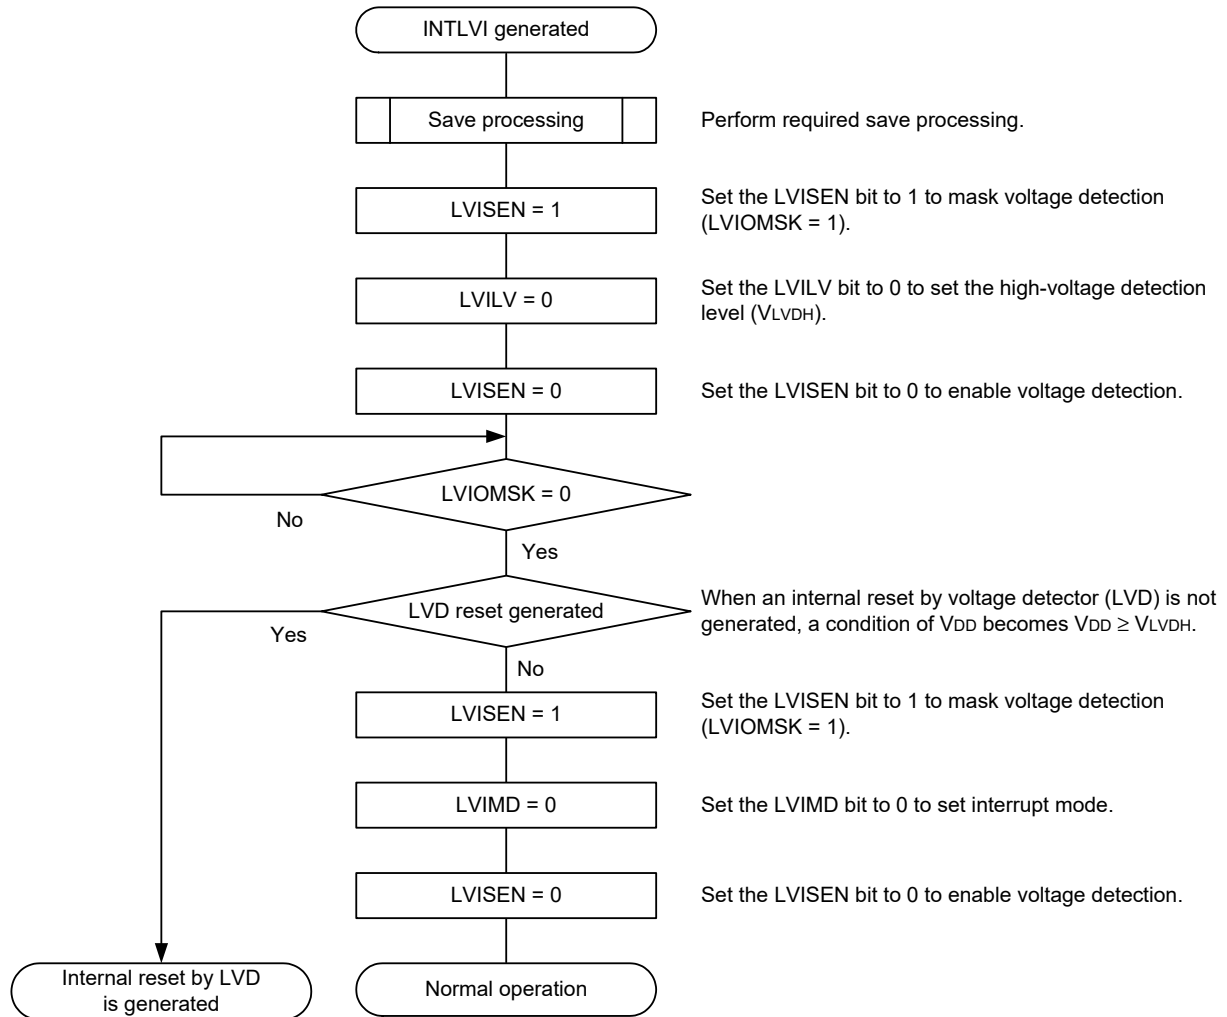 INTLVI generated
Save processing
Perform required save processing.
LVISEN = 1
Set the LVISEN bit to 1 to mask voltage detection
(LVIOMSK = 1).
LVILV = 0
Set the LVILV bit to 0 to set the high-voltage detection
level (VLVDH).
LVISEN = 0
Set the LVISEN bit to 0 to enable voltage detection.
LVIOMSK = 0
No
Yes
LVD reset generated
When an internal reset by voltage detector (LVD) is not
generated, a condition of VDD becomes VDD ≥ VLVDH.
Yes
No
LVISEN = 1
Set the LVISEN bit to 1 to mask voltage detection
(LVIOMSK = 1).
LVIMD = 0
Set the LVIMD bit to 0 to set interrupt mode.
LVISEN = 0
Set the LVISEN bit to 0 to enable voltage detection.
Internal reset by LVD
is generated
Normal operation